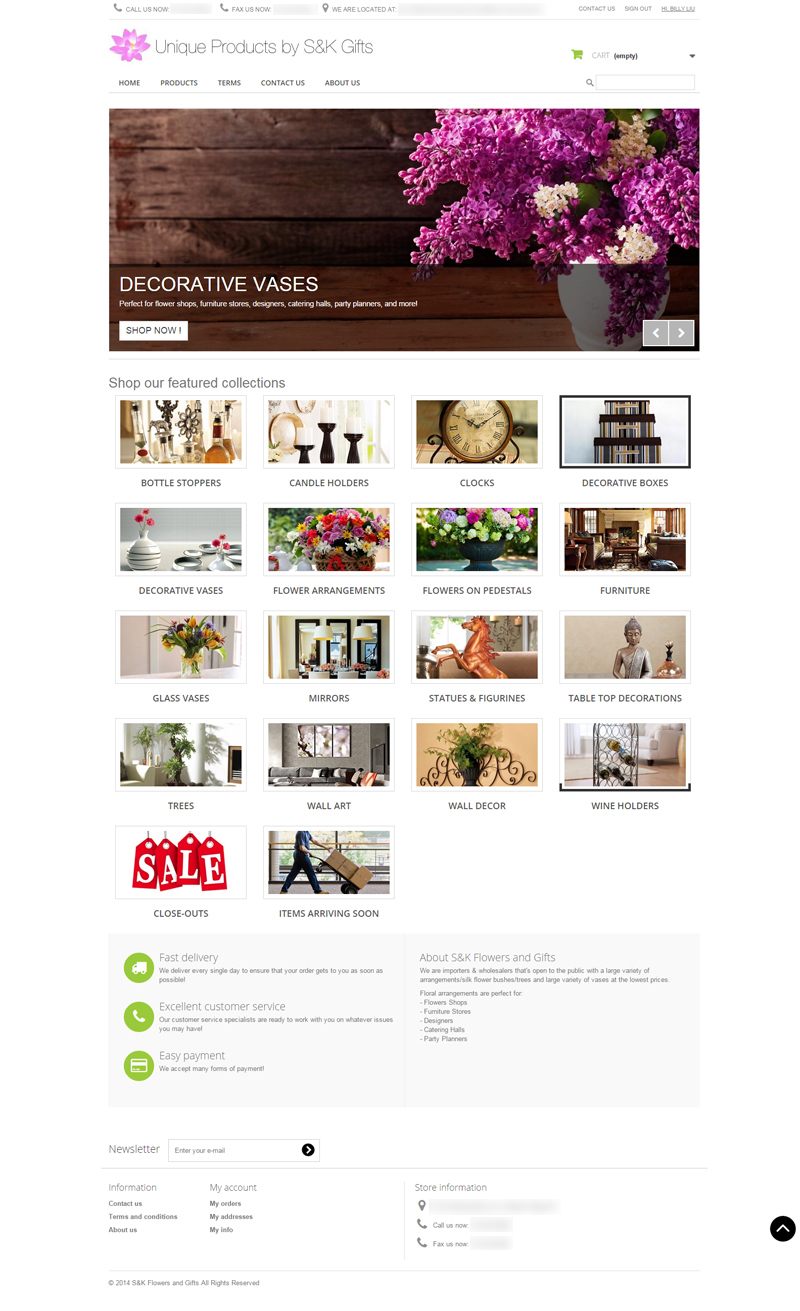 CALL US NOW:
FAX US NOW:
WE ARE LOCATED AT:
CONTACT US
SIGN OUT
HI, BILLY LIU
Unique Products by S&K Gifts
CART (empty)
HOME
PRODUCTS
TERMS
CONTACT US
ABOUT US
DECORATIVE VASES
Perfect for flower shops, furniture stores, designers, catering halls, party planners, and more!
SHOP NOW !
Shop our featured collections
BOTTLE STOPPERS
CANDLE HOLDERS
CLOCKS
DECORATIVE BOXES
DECORATIVE VASES
FLOWER ARRANGEMENTS
FLOWERS ON PEDESTALS
FURNITURE
GLASS VASES
MIRRORS
STATUES & FIGURINES
TABLE TOP DECORATIONS
TREES
WALL ART
WALL DECOR
WINE HOLDERS
SALE
CLOSE-OUTS
ITEMS ARRIVING SOON
Fast delivery
We deliver every single day to ensure that your order gets to you as soon as
possible!
Excellent customer service
Our customer service specialists are ready to work with you on whatever issues
you may have!
Easy payment
We accept many forms of payment!
About S&K Flowers and Gifts
We are importers & wholesalers that's open to the public with a large variety of
arrangements/silk flower bushes/trees and large variety of vases at the lowest prices.
Floral arrangements are perfect for:
- Flowers Shops
- Furniture Stores
- Designers
- Catering Halls
- Party Planners
Newsletter
Enter your e-mail
Information
Contact us
Terms and conditions
About us
My account
My orders
My addresses
My info
Store information
Call us now:
Fax us now:
© 2014 S&K Flowers and Gifts.All Rights Reserved